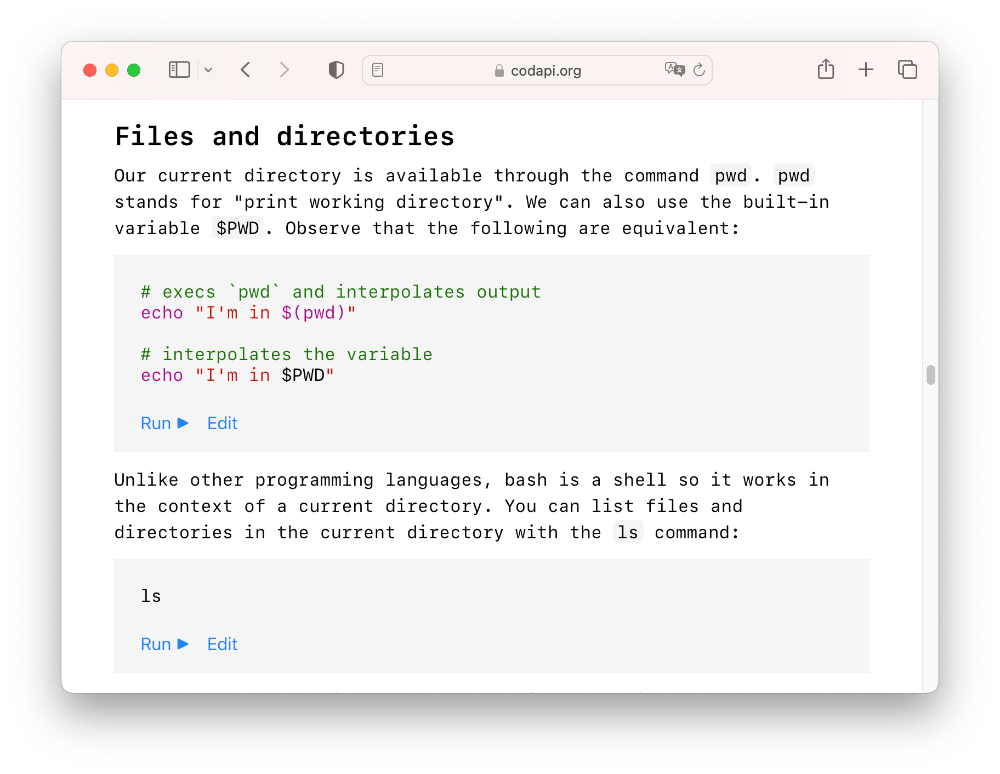 codapi.org
Files and directories
Our current directory is available through the command pwd. pwd
stands for "print working directory". We can also use the built-in
variable $PWD. Observe that the following are equivalent:
# execs `pwd` and interpolates output
echo "I'm in $(pwd)"
# interpolates the variable
echo "I'm in $PWD"
Run ▶ Edit
Unlike other programming languages, bash is a shell so it works in
the context of a current directory. You can list files and
directories in the current directory with the ls command:
ls
Run ▶ Edit